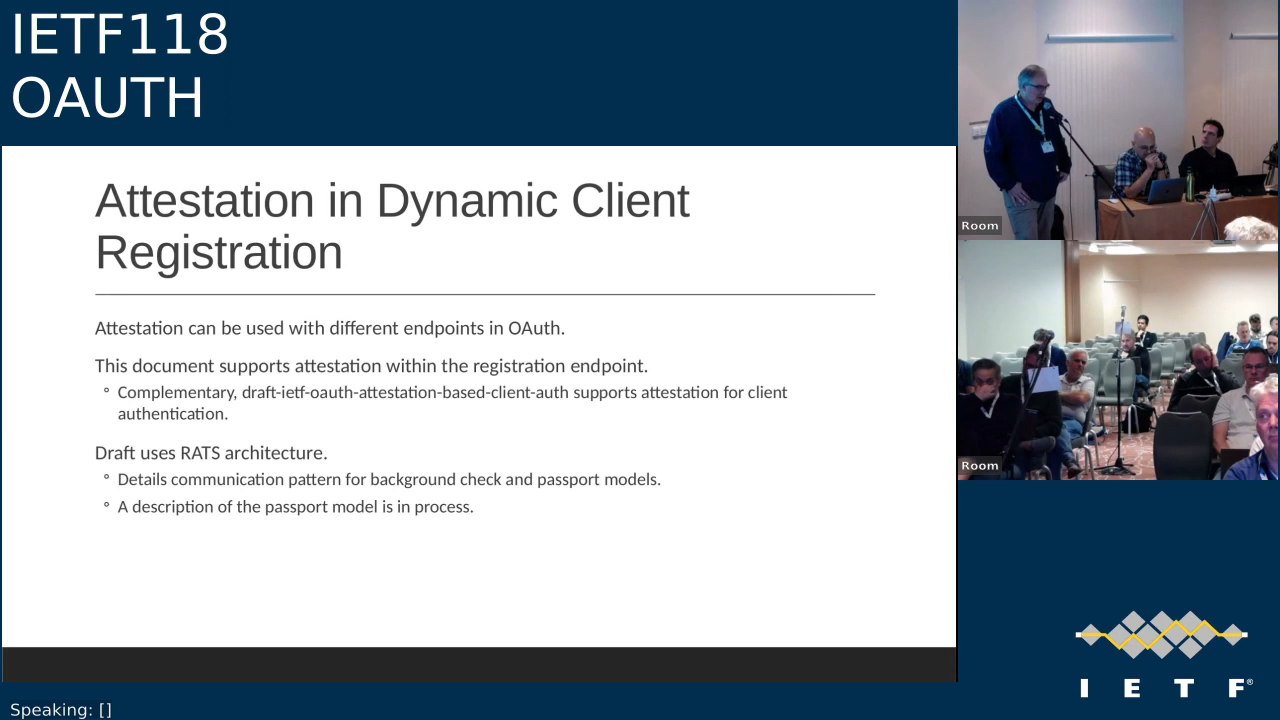 IETF118
OAUTH
Attestation in Dynamic Client
Registration
Attestation can be used with different endpoints in OAuth.
This document supports attestation within the registration endpoint.
° Complementary, draft-ietf-oauth-attestation-based-client-auth supports attestation for client
authentication.
Draft uses RATS architecture.
° Details communication pattern for background check and passport models.
° A description of the passport model is in process.
Room
Room
I E T F®
Speaking: []